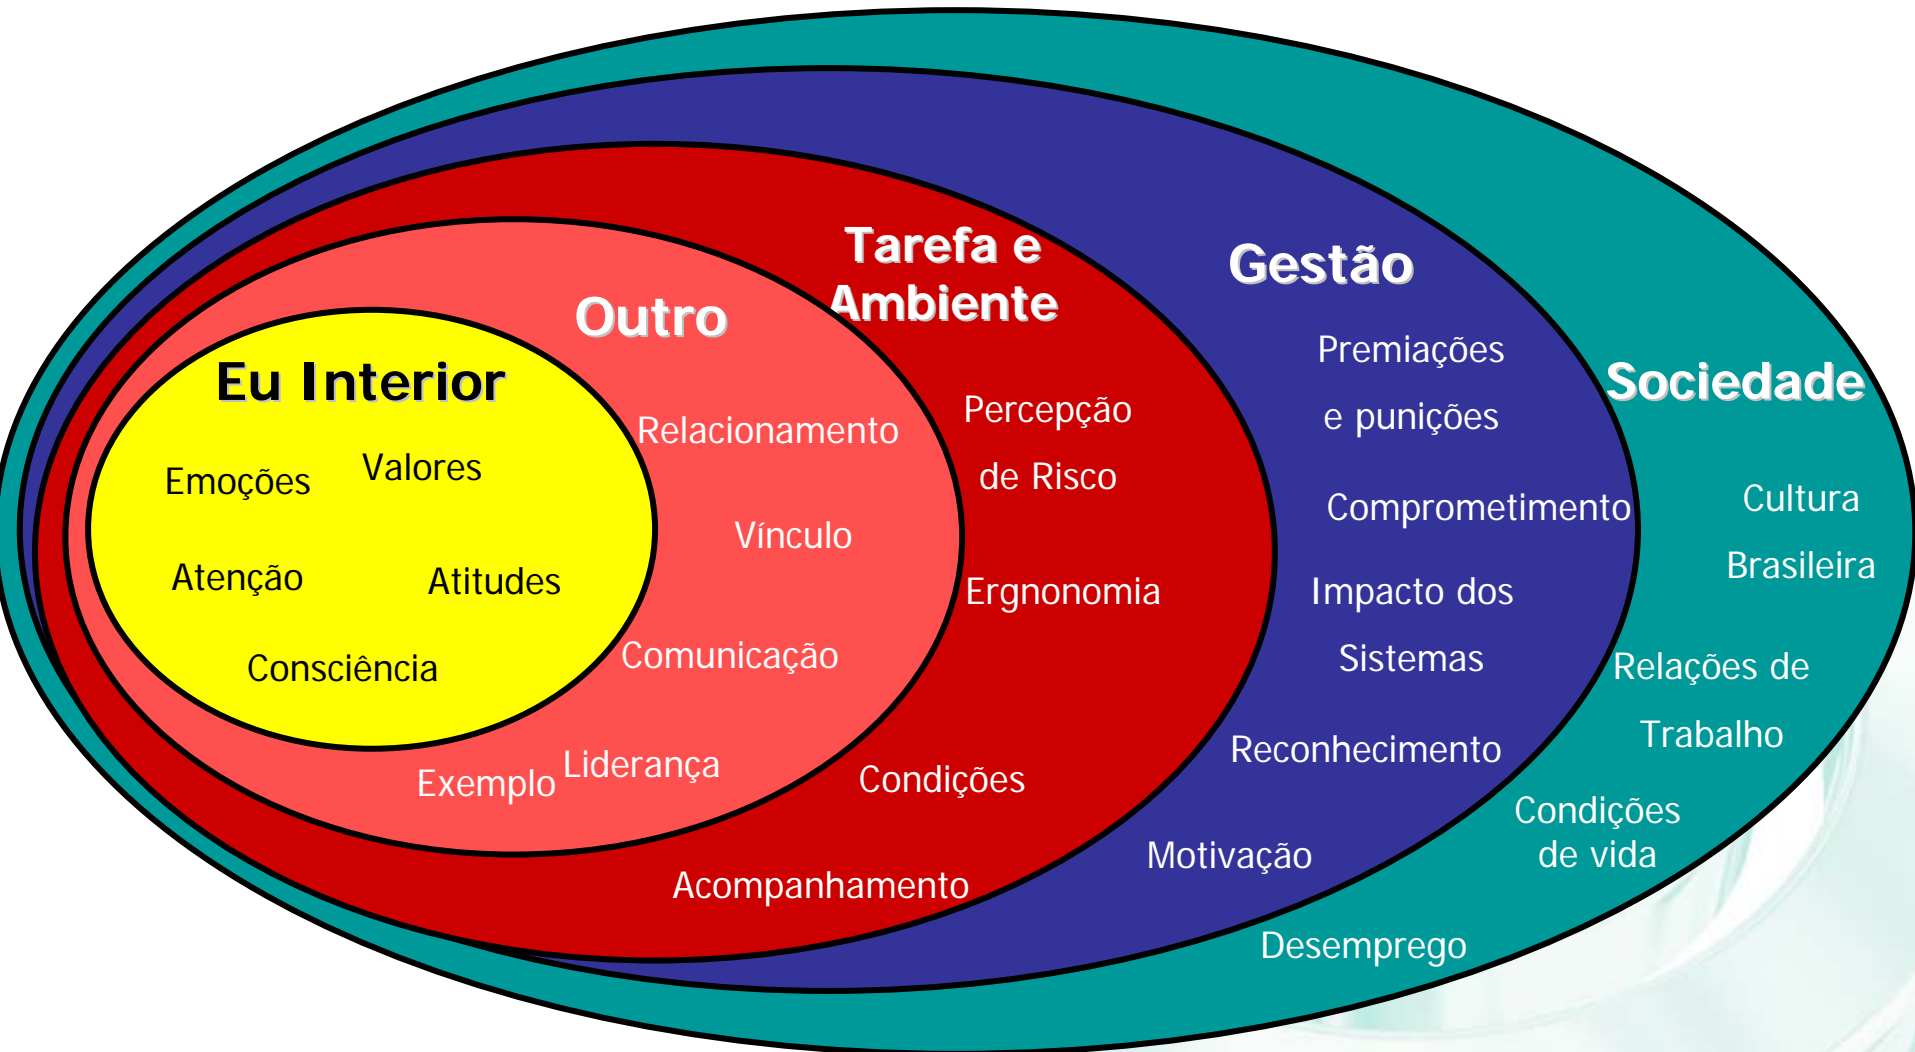 Eu Interior
Emoções
Valores
Atenção
Atitudes
Consciência
Outro
Relacionamento
Vínculo
Comunicação
Liderança
Exemplo
Tarefa e
Ambiente
Percepção
de Risco
Ergnonomia
Condições
Acompanhamento
Gestão
Premiações
e punições
Comprometimento
Impacto dos
Sistemas
Reconhecimento
Motivação
Sociedade
Cultura
Brasileira
Relações de
Trabalho
Condições
de vida
Desemprego